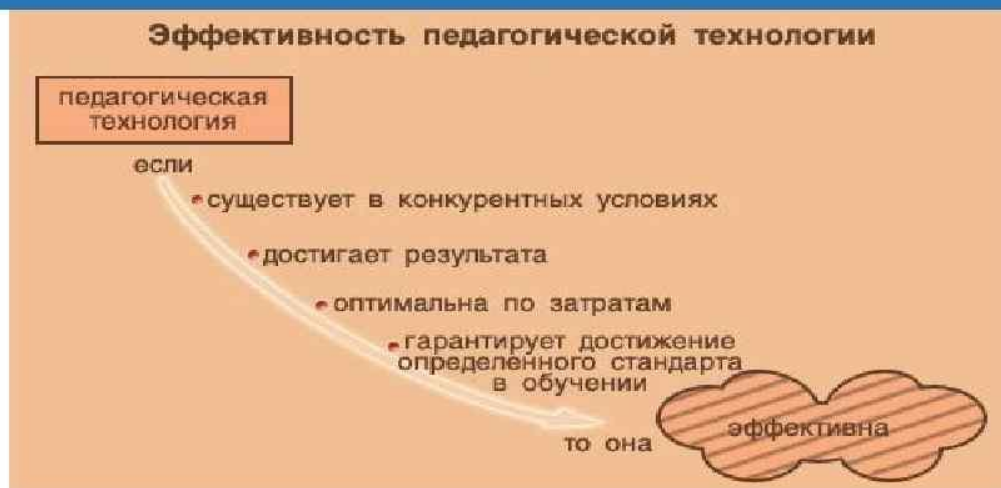 Эффективность педагогической технологии
педагогическая
технология
если
существует в конкурентных условиях
достигает результата
оптимальна по затратам
гарантирует достижение
определенного стандарта
в обучении
то она
эффективна